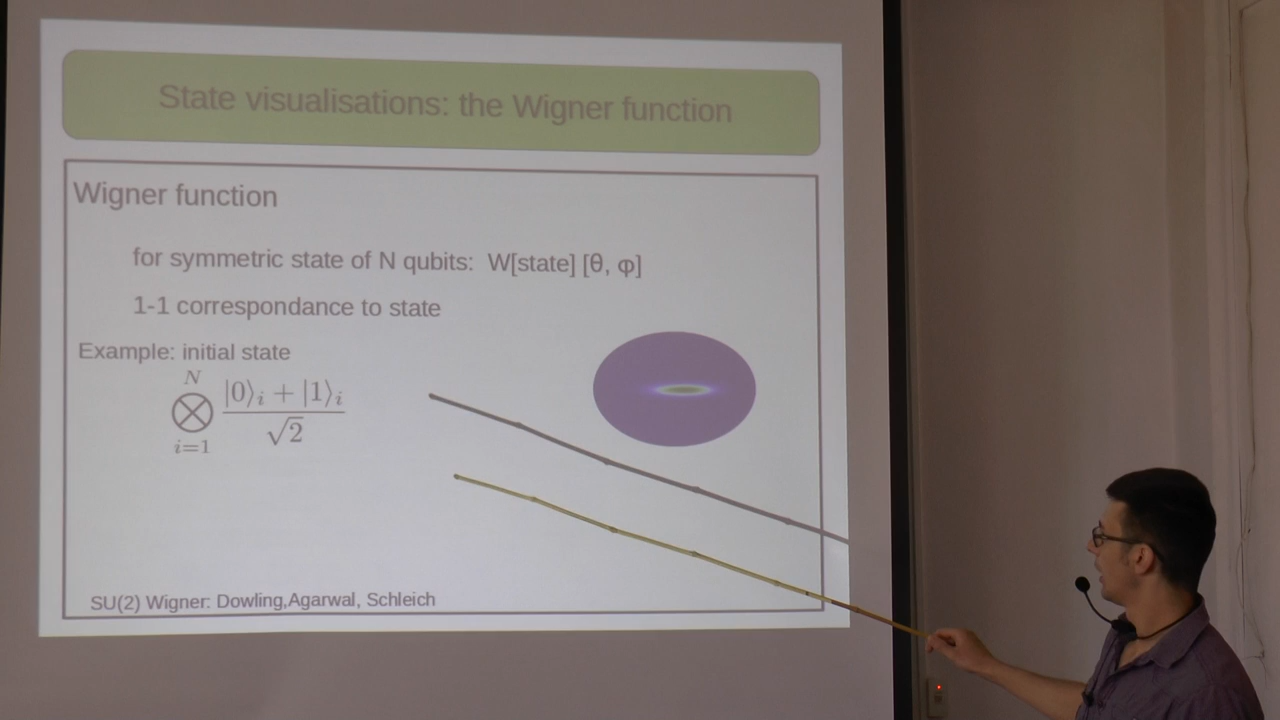 State visualisations: the Wigner function
Wigner function
for symmetric state of N qubits: W[state] [θ, φ]
1-1 correspondance to state
Example: initial state
N
⨂ |0⟩ᵢ + |1⟩ᵢ
√2
i=1
SU(2) Wigner: Dowling,Agarwal, Schleich